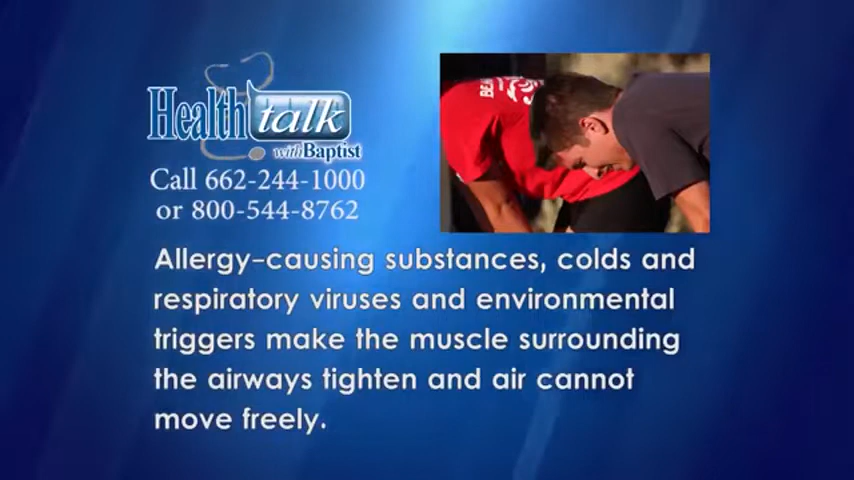 Health talk
with Baptist
Call 662-244-1000
or 800-544-8762
Allergy-causing substances, colds and
respiratory viruses and environmental
triggers make the muscle surrounding
the airways tighten and air cannot
move freely.